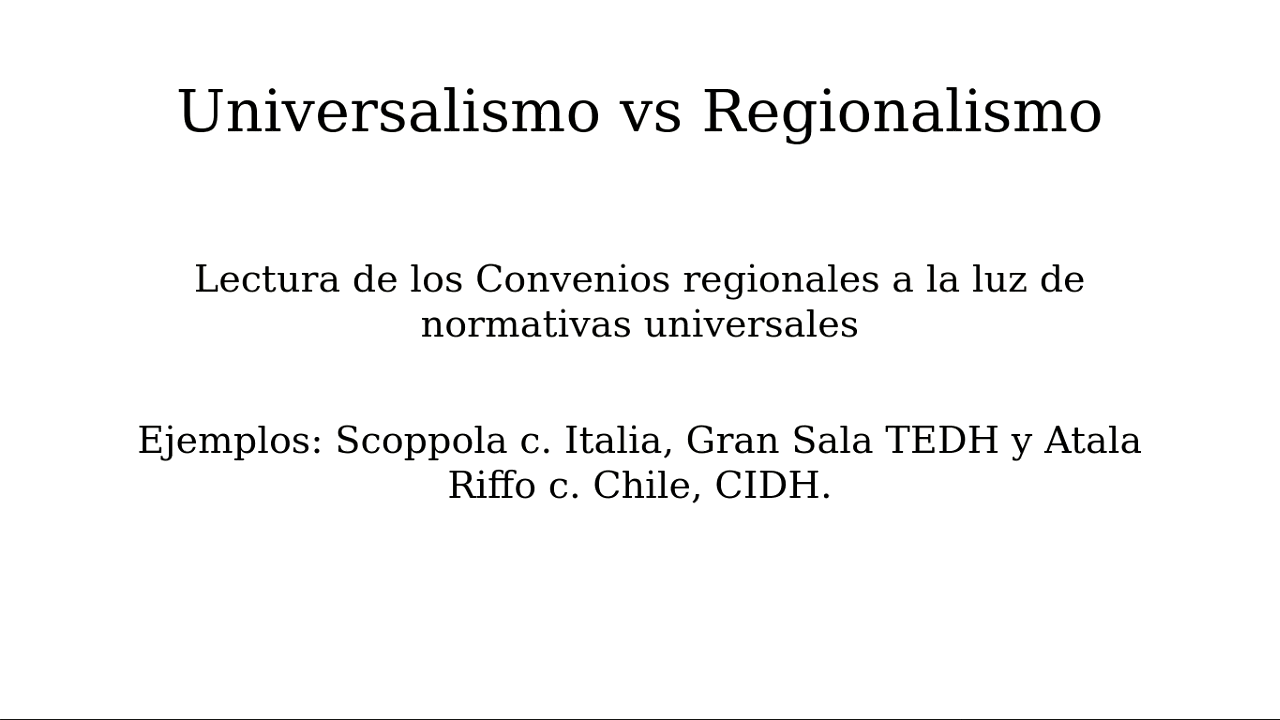 Universalismo vs Regionalismo
Lectura de los Convenios regionales a la luz de
normativas universales
Ejemplos: Scoppola c. Italia, Gran Sala TEDH y Atala
Riffo c. Chile, CIDH.